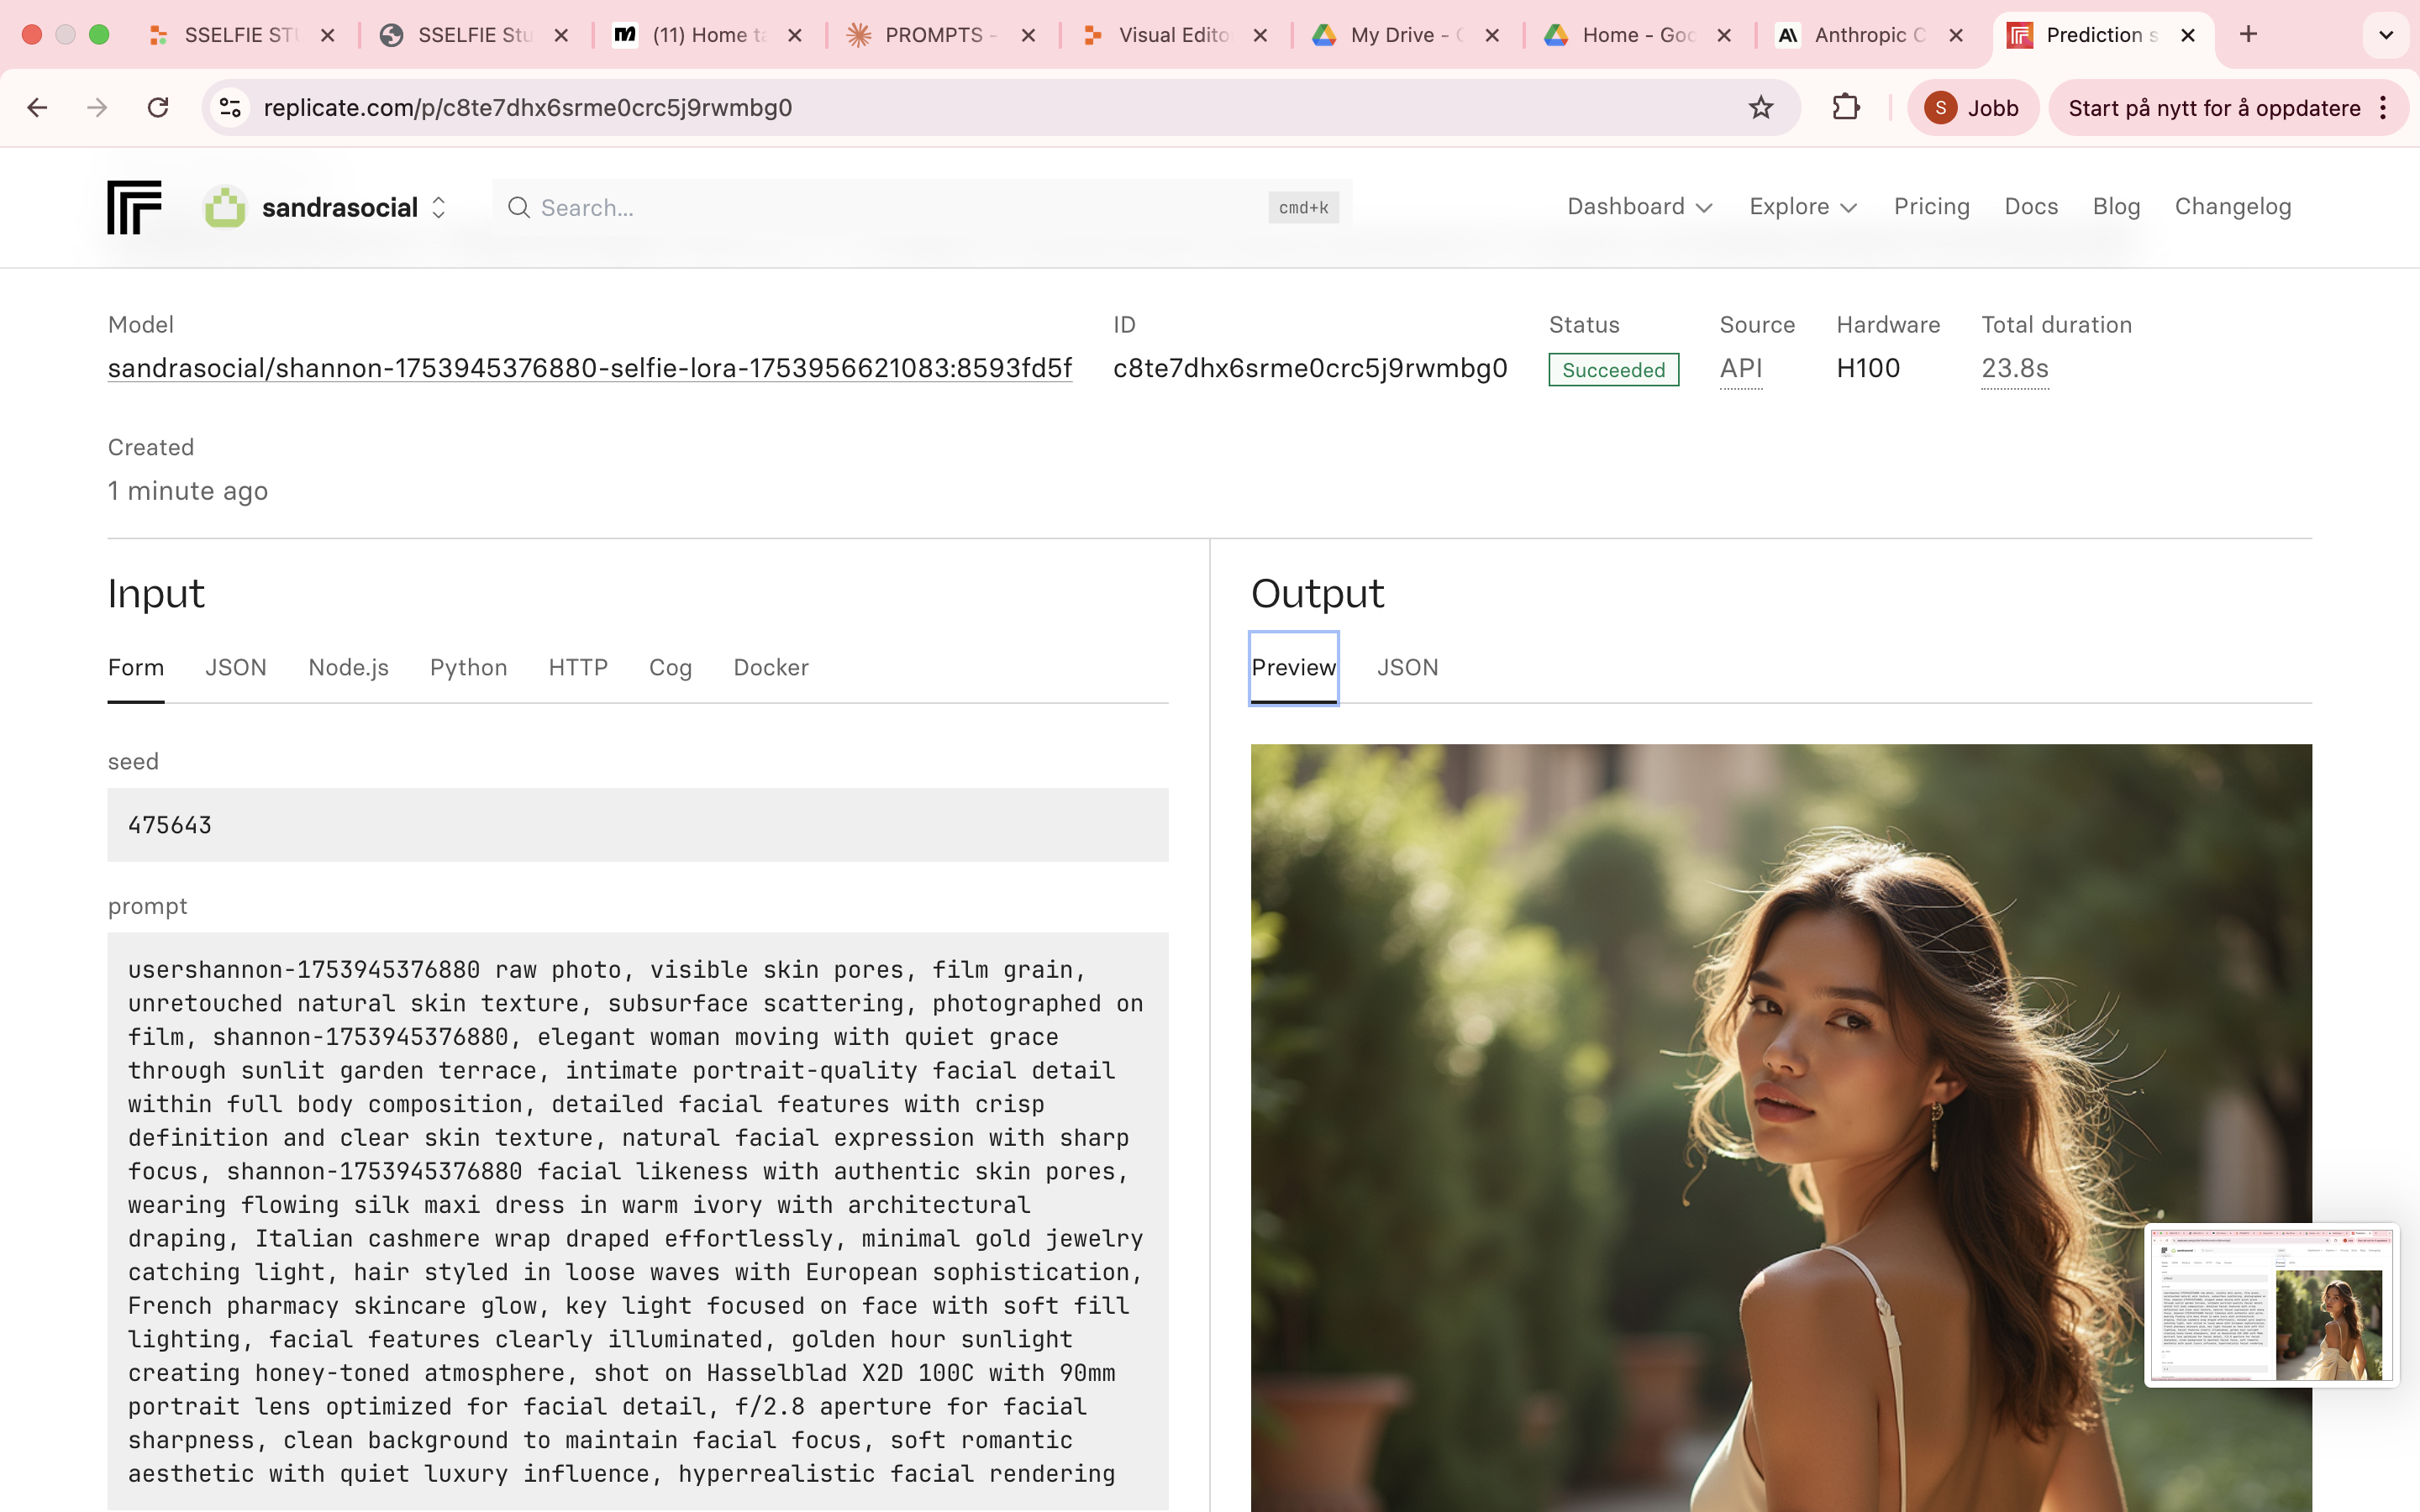 SSELFIE ST
SSELFIE Stu
(11) Home ta
PROMPTS -
Visual Edito
My Drive - G
Home - Goo
Anthropic C
Prediction s
replicate.com/p/c8te7dhx6srme0crc5j9rwmbg0
S Jobb
Start på nytt for å oppdatere
sandrasocial
Search...
cmd+k
Dashboard Explore Pricing Docs Blog Changelog
Model
sandrasocial/shannon-1753945376880-selfie-lora-1753956621083:8593fd5f
ID
c8te7dhx6srme0crc5j9rwmbg0
Status
Succeeded
Source
API
Hardware
H100
Total duration
23.8s
Created
1 minute ago
Input
Form JSON Node.js Python HTTP Cog Docker
seed
475643
prompt
usershannon-1753945376880 raw photo, visible skin pores, film grain,
unretouched natural skin texture, subsurface scattering, photographed on
film, shannon-1753945376880, elegant woman moving with quiet grace
through sunlit garden terrace, intimate portrait-quality facial detail
within full body composition, detailed facial features with crisp
definition and clear skin texture, natural facial expression with sharp
focus, shannon-1753945376880 facial likeness with authentic skin pores,
wearing flowing silk maxi dress in warm ivory with architectural
draping, Italian cashmere wrap draped effortlessly, minimal gold jewelry
catching light, hair styled in loose waves with European sophistication,
French pharmacy skincare glow, key light focused on face with soft fill
lighting, facial features clearly illuminated, golden hour sunlight
creating honey-toned atmosphere, shot on Hasselblad X2D 100C with 90mm
portrait lens optimized for facial detail, f/2.8 aperture for facial
sharpness, clean background to maintain facial focus, soft romantic
aesthetic with quiet luxury influence, hyperrealistic facial rendering
Output
Preview JSON